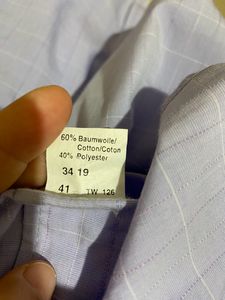 60% Baumwolle/
Cotton/Coton
40% Polyester
34 19
41 TW 126